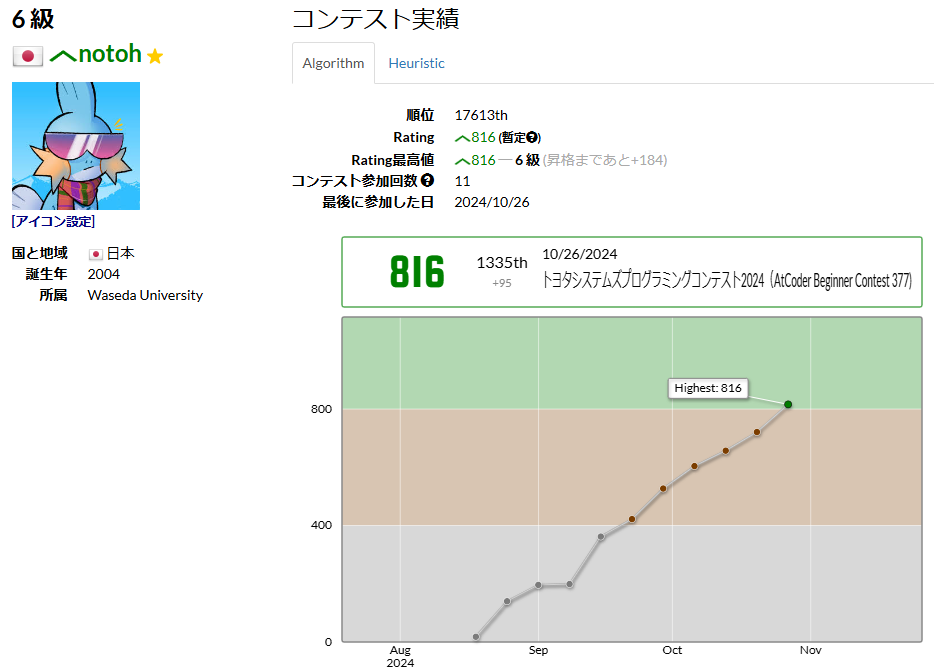 6 級
notoh
[アイコン設定]
国と地域 日本
誕生年 2004
所属 Waseda University
コンテスト実績
Algorithm Heuristic
順位 17613th
Rating 816 (暫定?)
Rating最高値 816 ― 6 級 (昇格まであと+184)
コンテスト参加回数 ? 11
最後に参加した日 2024/10/26
816
1335th
+95
10/26/2024
トヨタシステムズプログラミングコンテスト2024（AtCoder Beginner Contest 377)
Highest: 816
800
400
0
Aug
2024
Sep
Oct
Nov